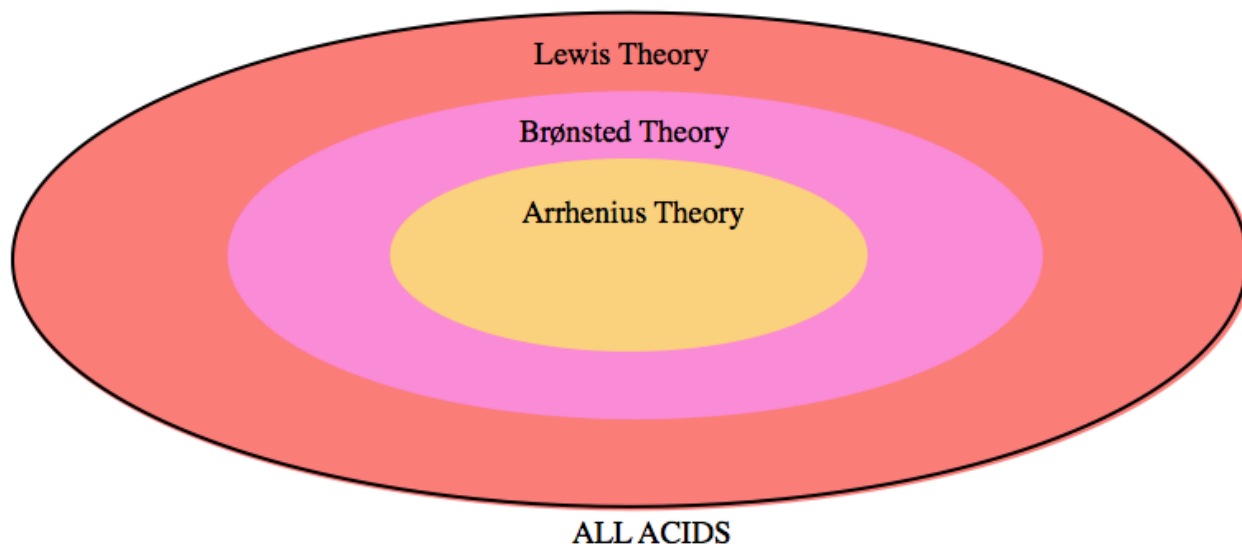 Lewis Theory
Brønsted Theory
Arrhenius Theory
ALL ACIDS